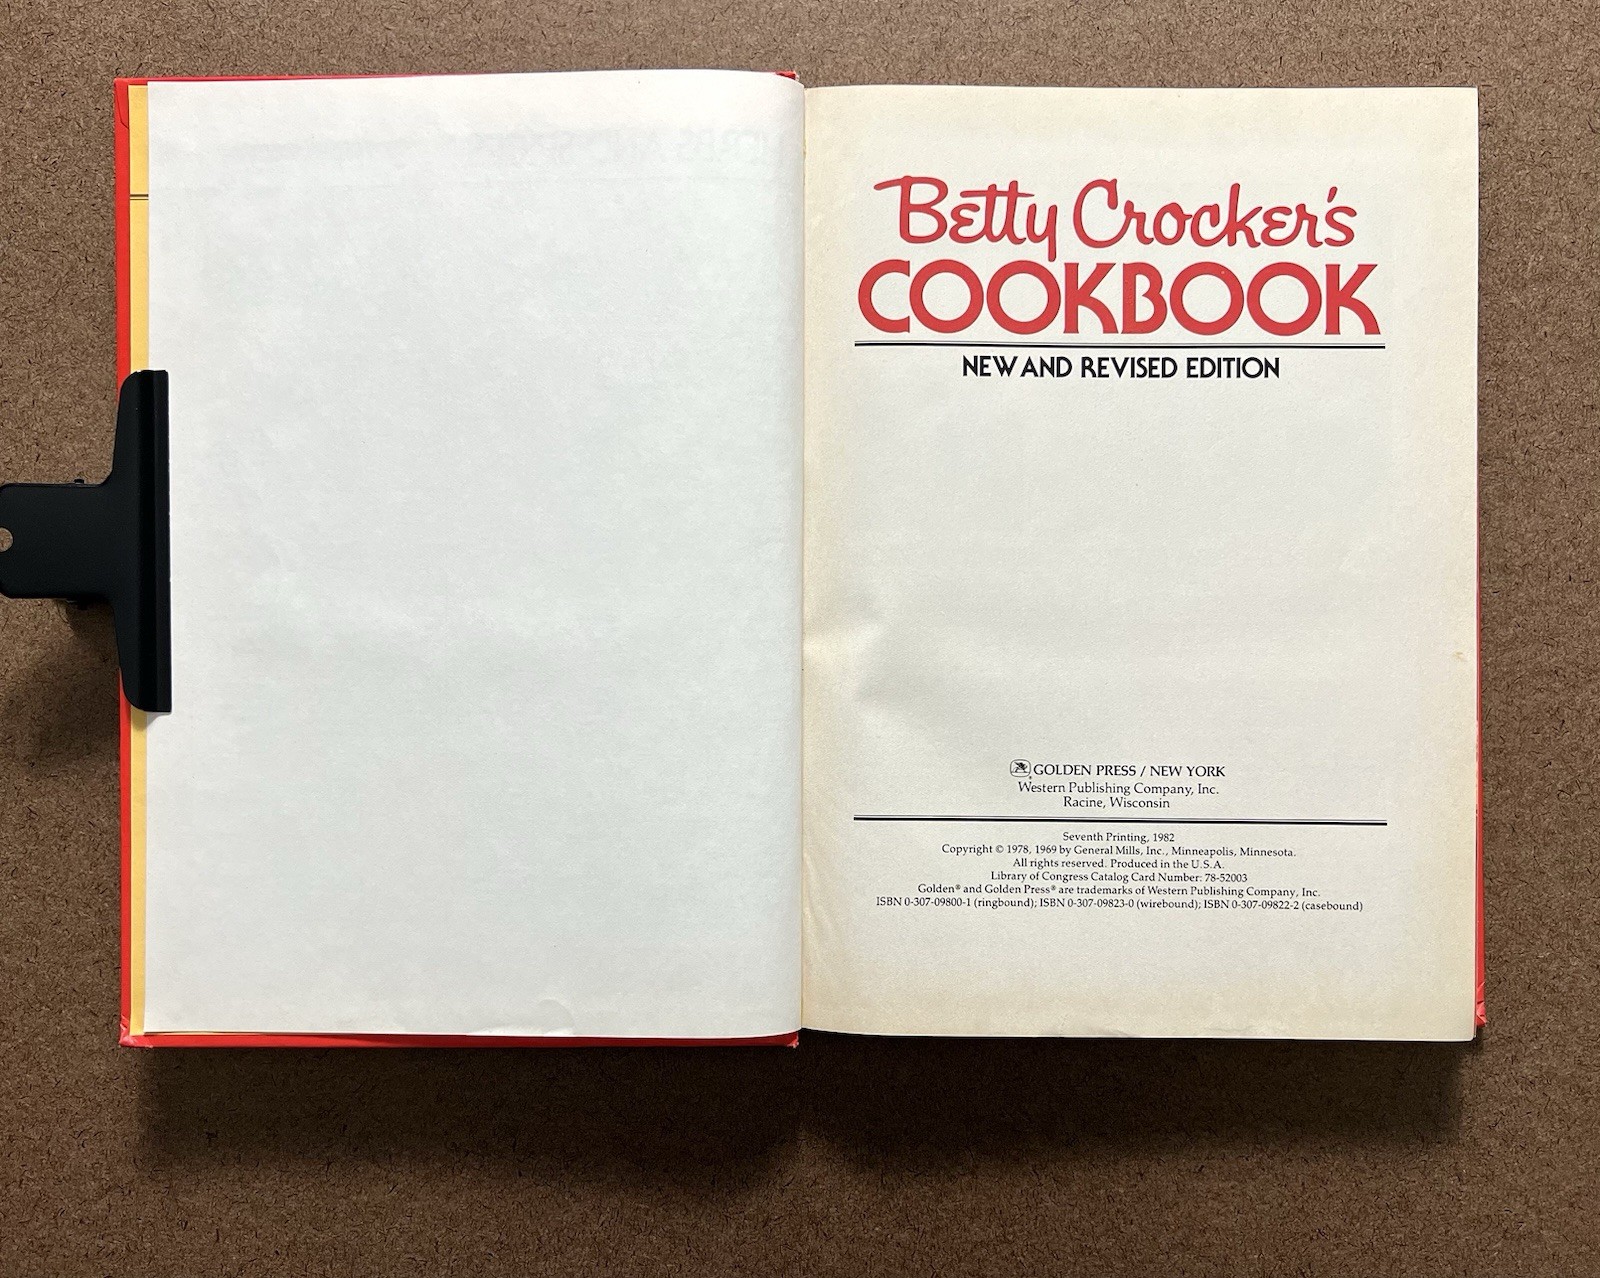 Betty Crocker's
COOKBOOK
NEW AND REVISED EDITION
GOLDEN PRESS / NEW YORK
Western Publishing Company, Inc.
Racine, Wisconsin
Seventh Printing, 1982
Copyright © 1978, 1969 by General Mills, Inc., Minneapolis, Minnesota.
All rights reserved. Produced in the U.S.A.
Library of Congress Catalog Card Number: 78-52003
Golden® and Golden Press® are trademarks of Western Publishing Company, Inc.
ISBN 0-307-09800-1 (ringbound); ISBN 0-307-09823-0 (wirebound); ISBN 0-307-09822-2 (casebound)